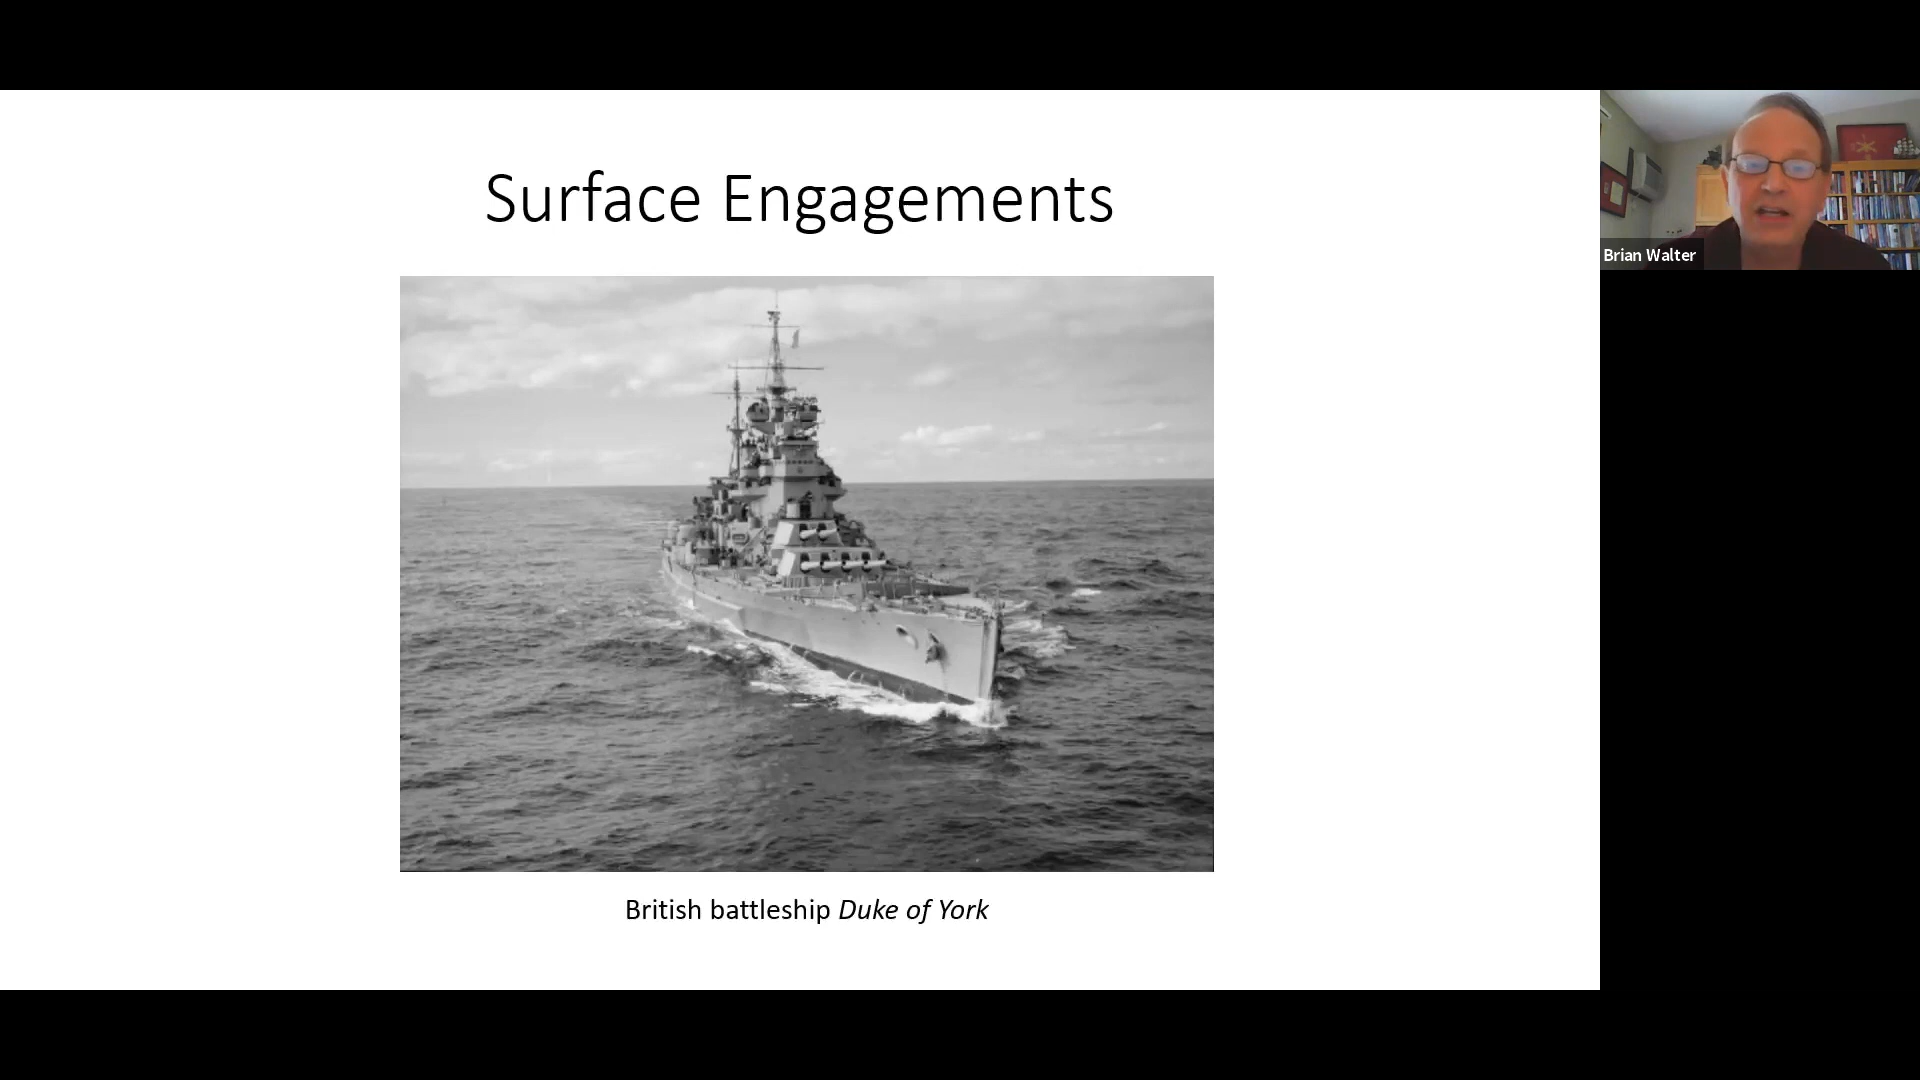 Surface Engagements
Brian Walter
British battleship Duke of York